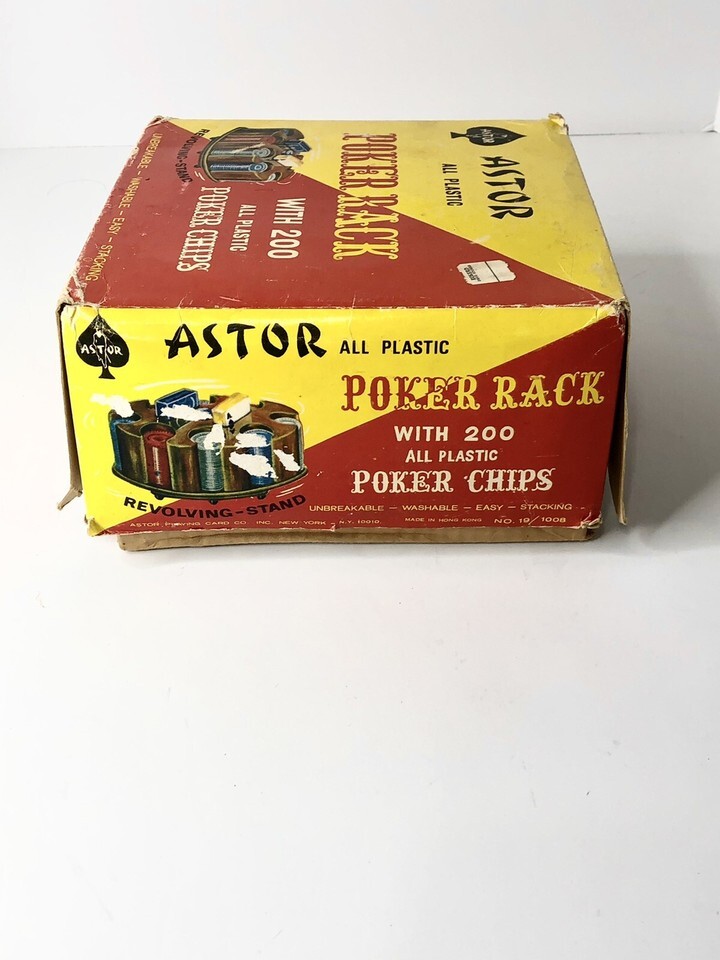 ASTOR
ALL PLASTIC
ASTOR
POKER RACK
WITH 200
ALL PLASTIC
POKER CHIPS
REVOLVING-STAND
UNBREAKABLE - WASHABLE - EASY - STACKING
ASTOR
ASTOR ALL PLASTIC
POKER RACK
WITH 200
ALL PLASTIC
POKER CHIPS
REVOLVING-STAND
UNBREAKABLE - WASHABLE - EASY - STACKING
ASTOR PLAYING CARD CO. INC. NEW YORK - N.Y. 10010. MADE IN HONG KONG NO. 19/1008